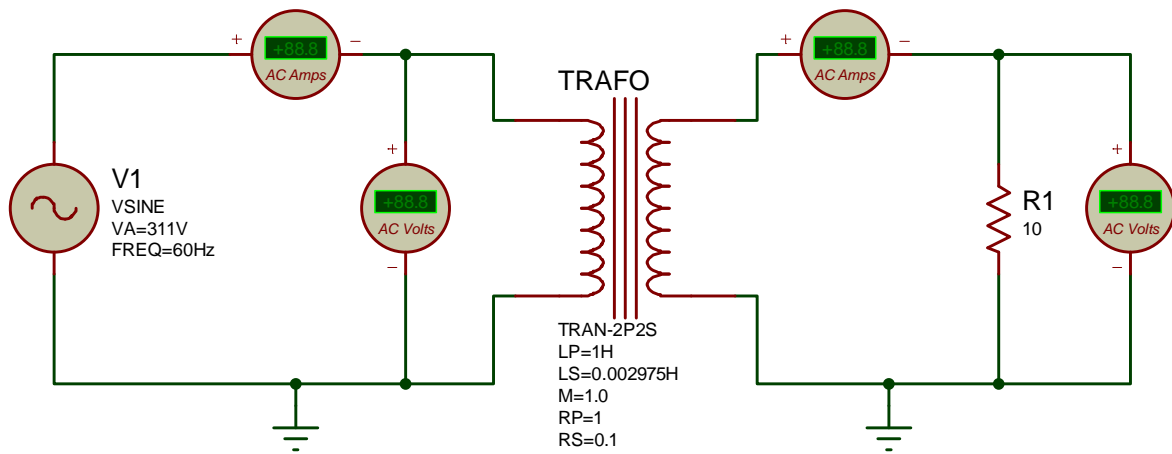 +88.8
AC Amps
+ -
V1
VSINE
VA=311V
FREQ=60Hz
+
+88.8
AC Volts
-
TRAFO
TRAN-2P2S
LP=1H
LS=0.002975H
M=1.0
RP=1
RS=0.1
+88.8
AC Amps
+ -
R1
10
+
+88.8
AC Volts
-